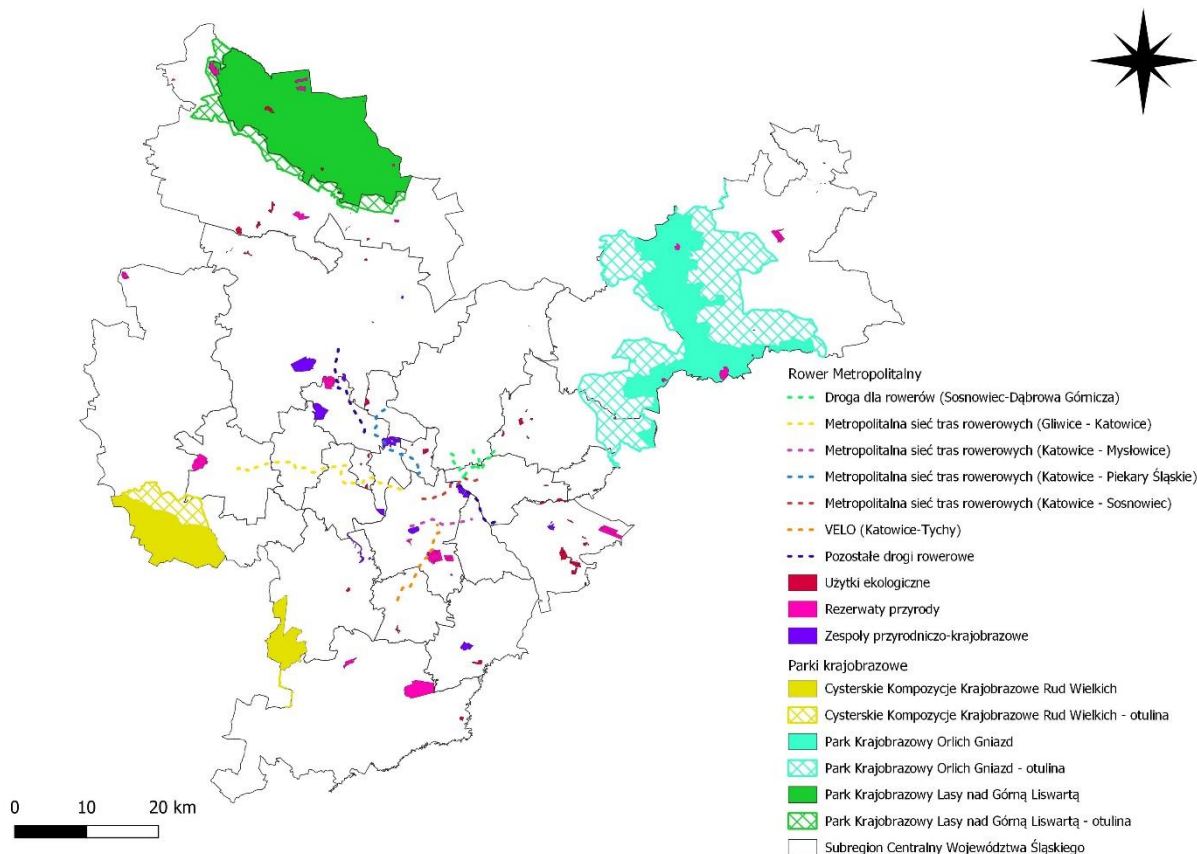 Rower Metropolitalny
Droga dla rowerów (Sosnowiec-Dąbrowa Górnicza)
Metropolitalna sieć tras rowerowych (Gliwice - Katowice)
Metropolitalna sieć tras rowerowych (Katowice - Mysłowice)
Metropolitalna sieć tras rowerowych (Katowice - Piekary Śląskie)
Metropolitalna sieć tras rowerowych (Katowice - Sosnowiec)
VELO (Katowice-Tychy)
Pozostałe drogi rowerowe
Użytki ekologiczne
Rezerwaty przyrody
Zespoły przyrodniczo-krajobrazowe
Parki krajobrazowe
Cysterskie Kompozycje Krajobrazowe Rud Wielkich
Cysterskie Kompozycje Krajobrazowe Rud Wielkich - otulina
Park Krajobrazowy Orlich Gniazd
Park Krajobrazowy Orlich Gniazd - otulina
Park Krajobrazowy Lasy nad Górną Liswartą
Park Krajobrazowy Lasy nad Górną Liswartą - otulina
Subregion Centralny Województwa Śląskiego
0 10 20 km